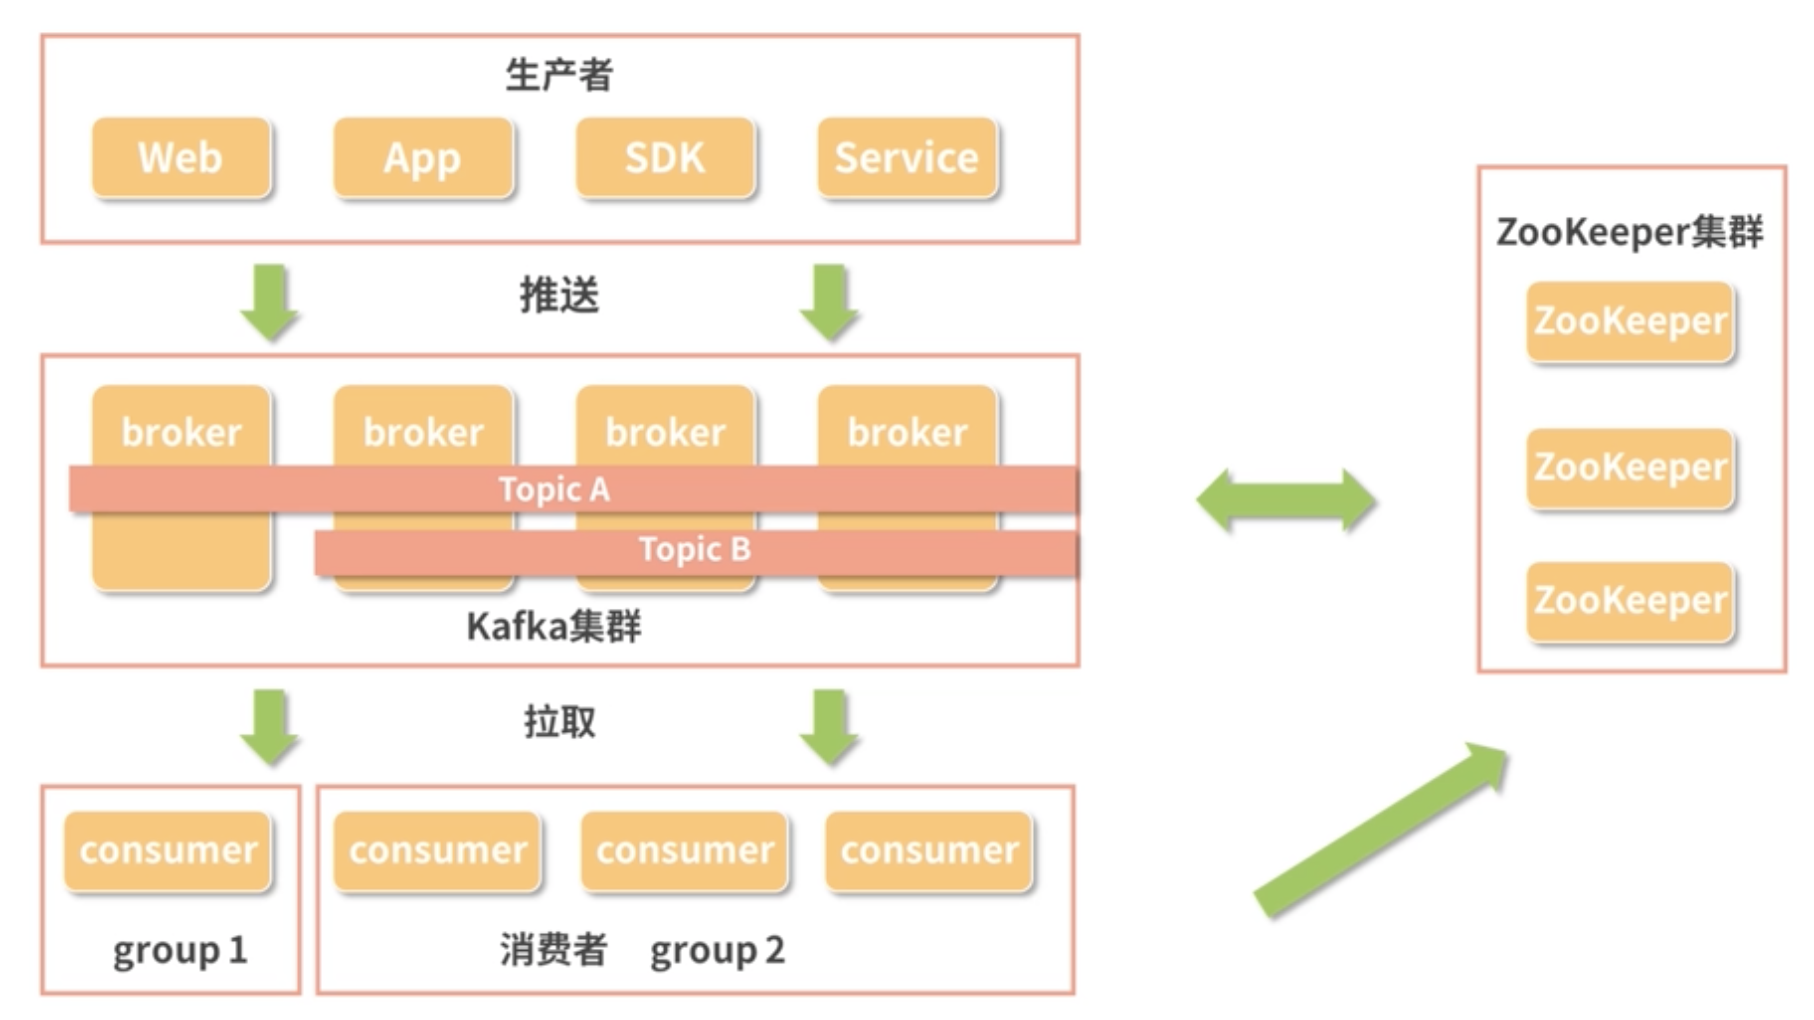 生产者
Web
App
SDK
Service
推送
broker
broker
broker
broker
Topic A
Topic B
Kafka集群
拉取
consumer
group 1
consumer
consumer
consumer
消费者 group 2
ZooKeeper集群
ZooKeeper
ZooKeeper
ZooKeeper